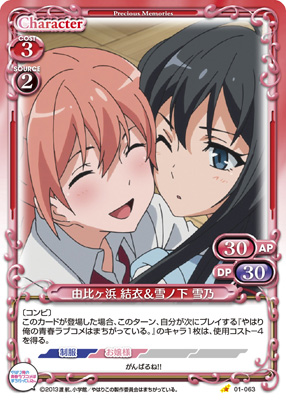 Precious Memories
Character
COST
3
SOURCE
2
30 AP
DP 30
由比ヶ浜 結衣＆雪ノ下 雪乃
［コンビ］
このカードが登場した場合、このターン、自分が次にプレイする『やはり
俺の青春ラブコメはまちがっている。』のキャラ1枚は、使用コスト－4
を得る。
制服 お嬢様
がんばるね!!
©2013 渡 航、小学館／やはりこの製作委員会はまちがっている。
01-063